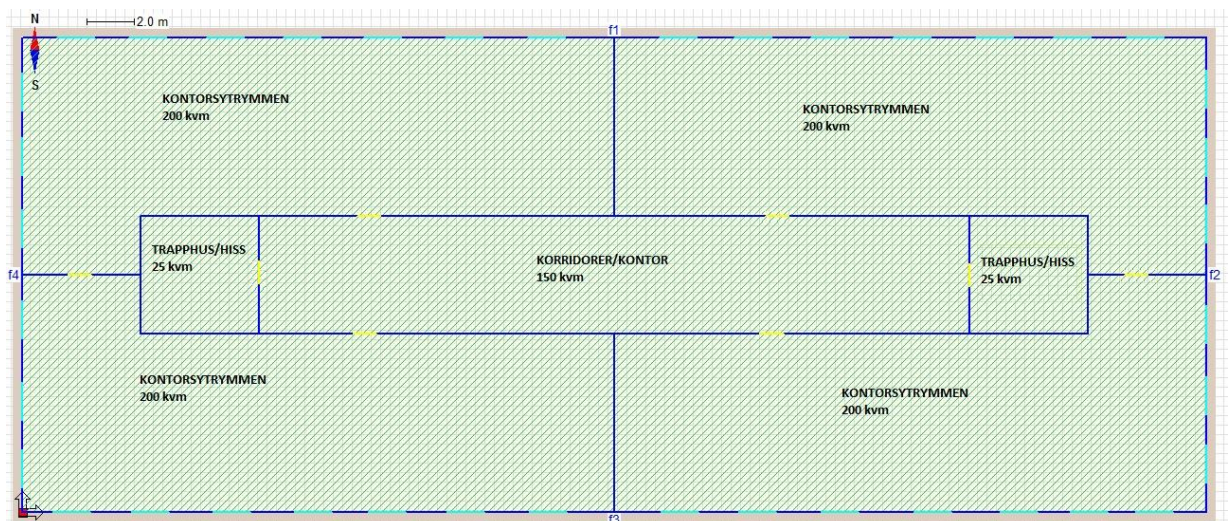 N
2.0 m
S
f1
KONTORSYTRYMMEN
200 kvm
KONTORSYTRYMMEN
200 kvm
TRAPPHUS/HISS
25 kvm
KORRIDORER/KONTOR
150 kvm
TRAPPHUS/HISS
25 kvm
f4
f2
KONTORSYTRYMMEN
200 kvm
KONTORSYTRYMMEN
200 kvm
f3